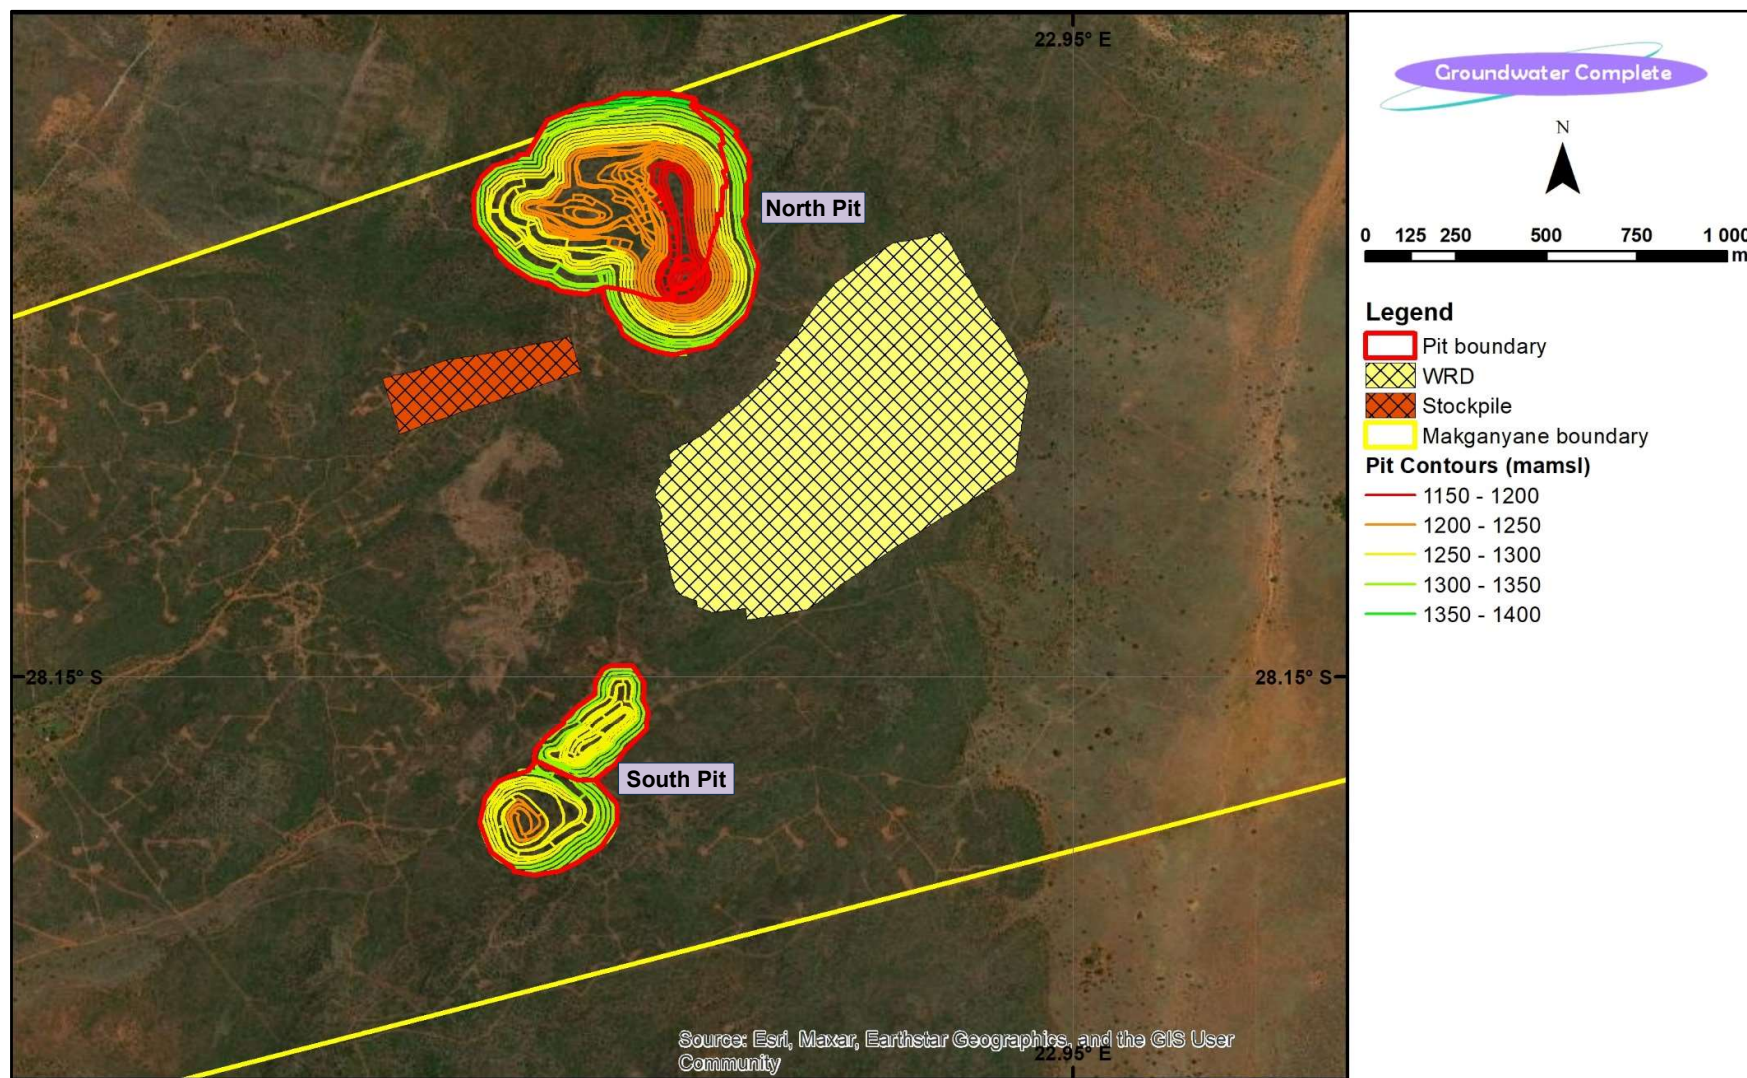 22.95° E
North Pit
28.15° S
28.15° S
South Pit
Source: Esri, Maxar, Earthstar Geographics, and the GIS User
Community
22.95° E
Groundwater Complete
N
0 125 250 500 750 1 000
m
Legend
Pit boundary
WRD
Stockpile
Makganyane boundary
Pit Contours (mamsl)
1150 - 1200
1200 - 1250
1250 - 1300
1300 - 1350
1350 - 1400